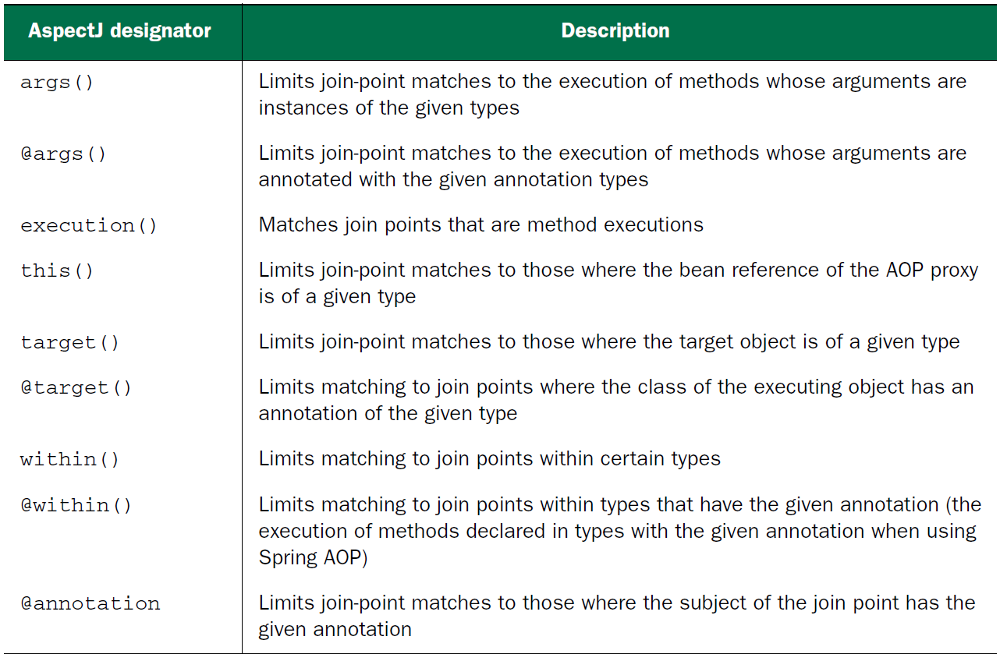 AspectJ designator Description
args() Limits join-point matches to the execution of methods whose arguments are
instances of the given types
@args() Limits join-point matches to the execution of methods whose arguments are
annotated with the given annotation types
execution() Matches join points that are method executions
this() Limits join-point matches to those where the bean reference of the AOP proxy
is of a given type
target() Limits join-point matches to those where the target object is of a given type
@target() Limits matching to join points where the class of the executing object has an
annotation of the given type
within() Limits matching to join points within certain types
@within() Limits matching to join points within types that have the given annotation (the
execution of methods declared in types with the given annotation when using
Spring AOP)
@annotation Limits join-point matches to those where the subject of the join point has the
given annotation